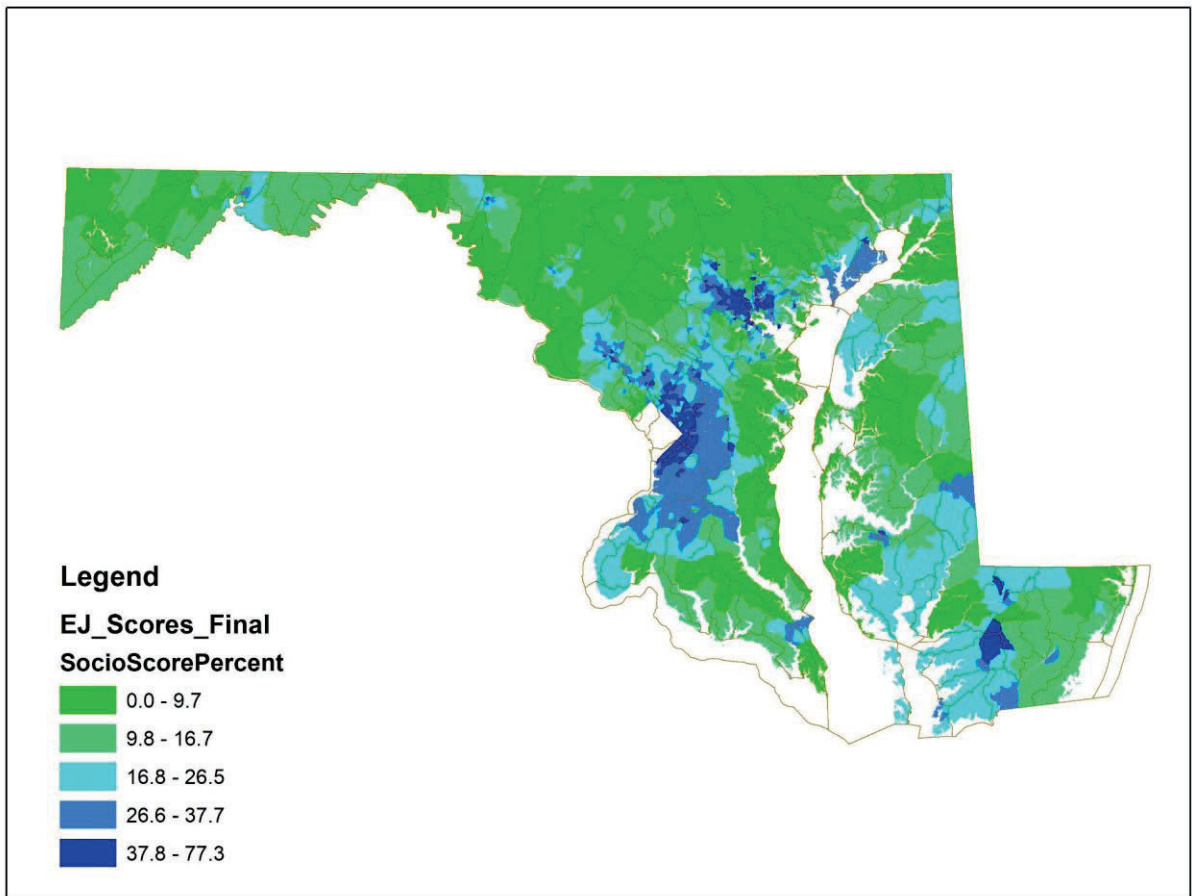 Legend
EJ_Scores_Final
SocioScorePercent
0.0 - 9.7
9.8 - 16.7
16.8 - 26.5
26.6 - 37.7
37.8 - 77.3